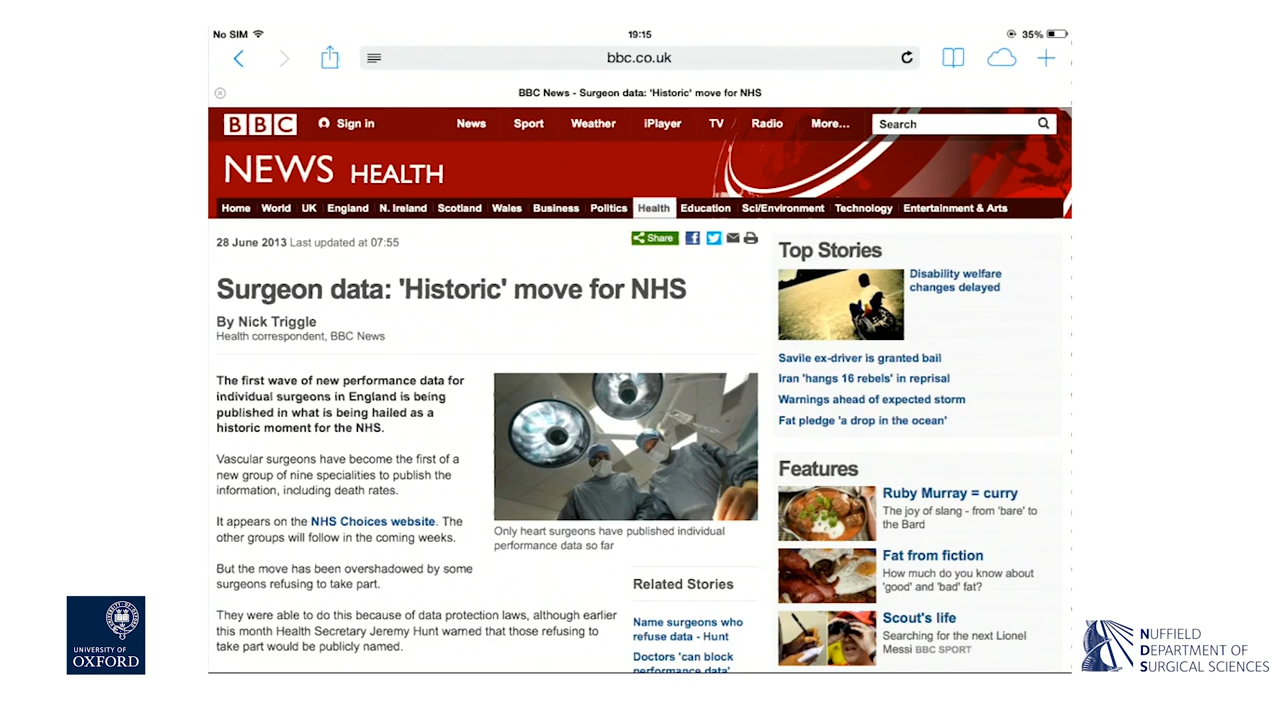 No SIM 19:15 35%
bbc.co.uk
BBC News - Surgeon data: 'Historic' move for NHS
BBC Sign in News Sport Weather iPlayer TV Radio More... Search
NEWS HEALTH
Home World UK England N. Ireland Scotland Wales Business Politics Health Education Sci/Environment Technology Entertainment & Arts
28 June 2013 Last updated at 07:55
Share
Surgeon data: 'Historic' move for NHS
By Nick Triggle
Health correspondent, BBC News
The first wave of new performance data for
individual surgeons in England is being
published in what is being hailed as a
historic moment for the NHS.
Vascular surgeons have become the first of a
new group of nine specialities to publish the
information, including death rates.
It appears on the NHS Choices website. The
other groups will follow in the coming weeks.
But the move has been overshadowed by some
surgeons refusing to take part.
They were able to do this because of data protection laws, although earlier
this month Health Secretary Jeremy Hunt warned that those refusing to
take part would be publicly named.
Only heart surgeons have published individual
performance data so far
Related Stories
Name surgeons who
refuse data - Hunt
Doctors 'can block
performance data'
Top Stories
Disability welfare
changes delayed
Savile ex-driver is granted bail
Iran 'hangs 16 rebels' in reprisal
Warnings ahead of expected storm
Fat pledge 'a drop in the ocean'
Features
Ruby Murray = curry
The joy of slang - from 'bare' to
the Bard
Fat from fiction
How much do you know about
'good' and 'bad' fat?
Scout's life
Searching for the next Lionel
Messi BBC SPORT
UNIVERSITY OF
OXFORD
NUFFIELD
DEPARTMENT OF
SURGICAL SCIENCES